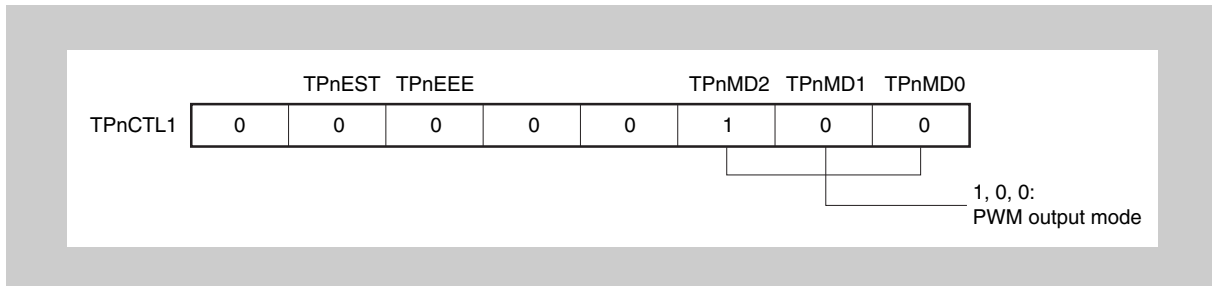 TPnEST TPnEEE TPnMD2 TPnMD1 TPnMD0
TPnCTL1 0 0 0 0 0 1 0 0
1, 0, 0:
PWM output mode